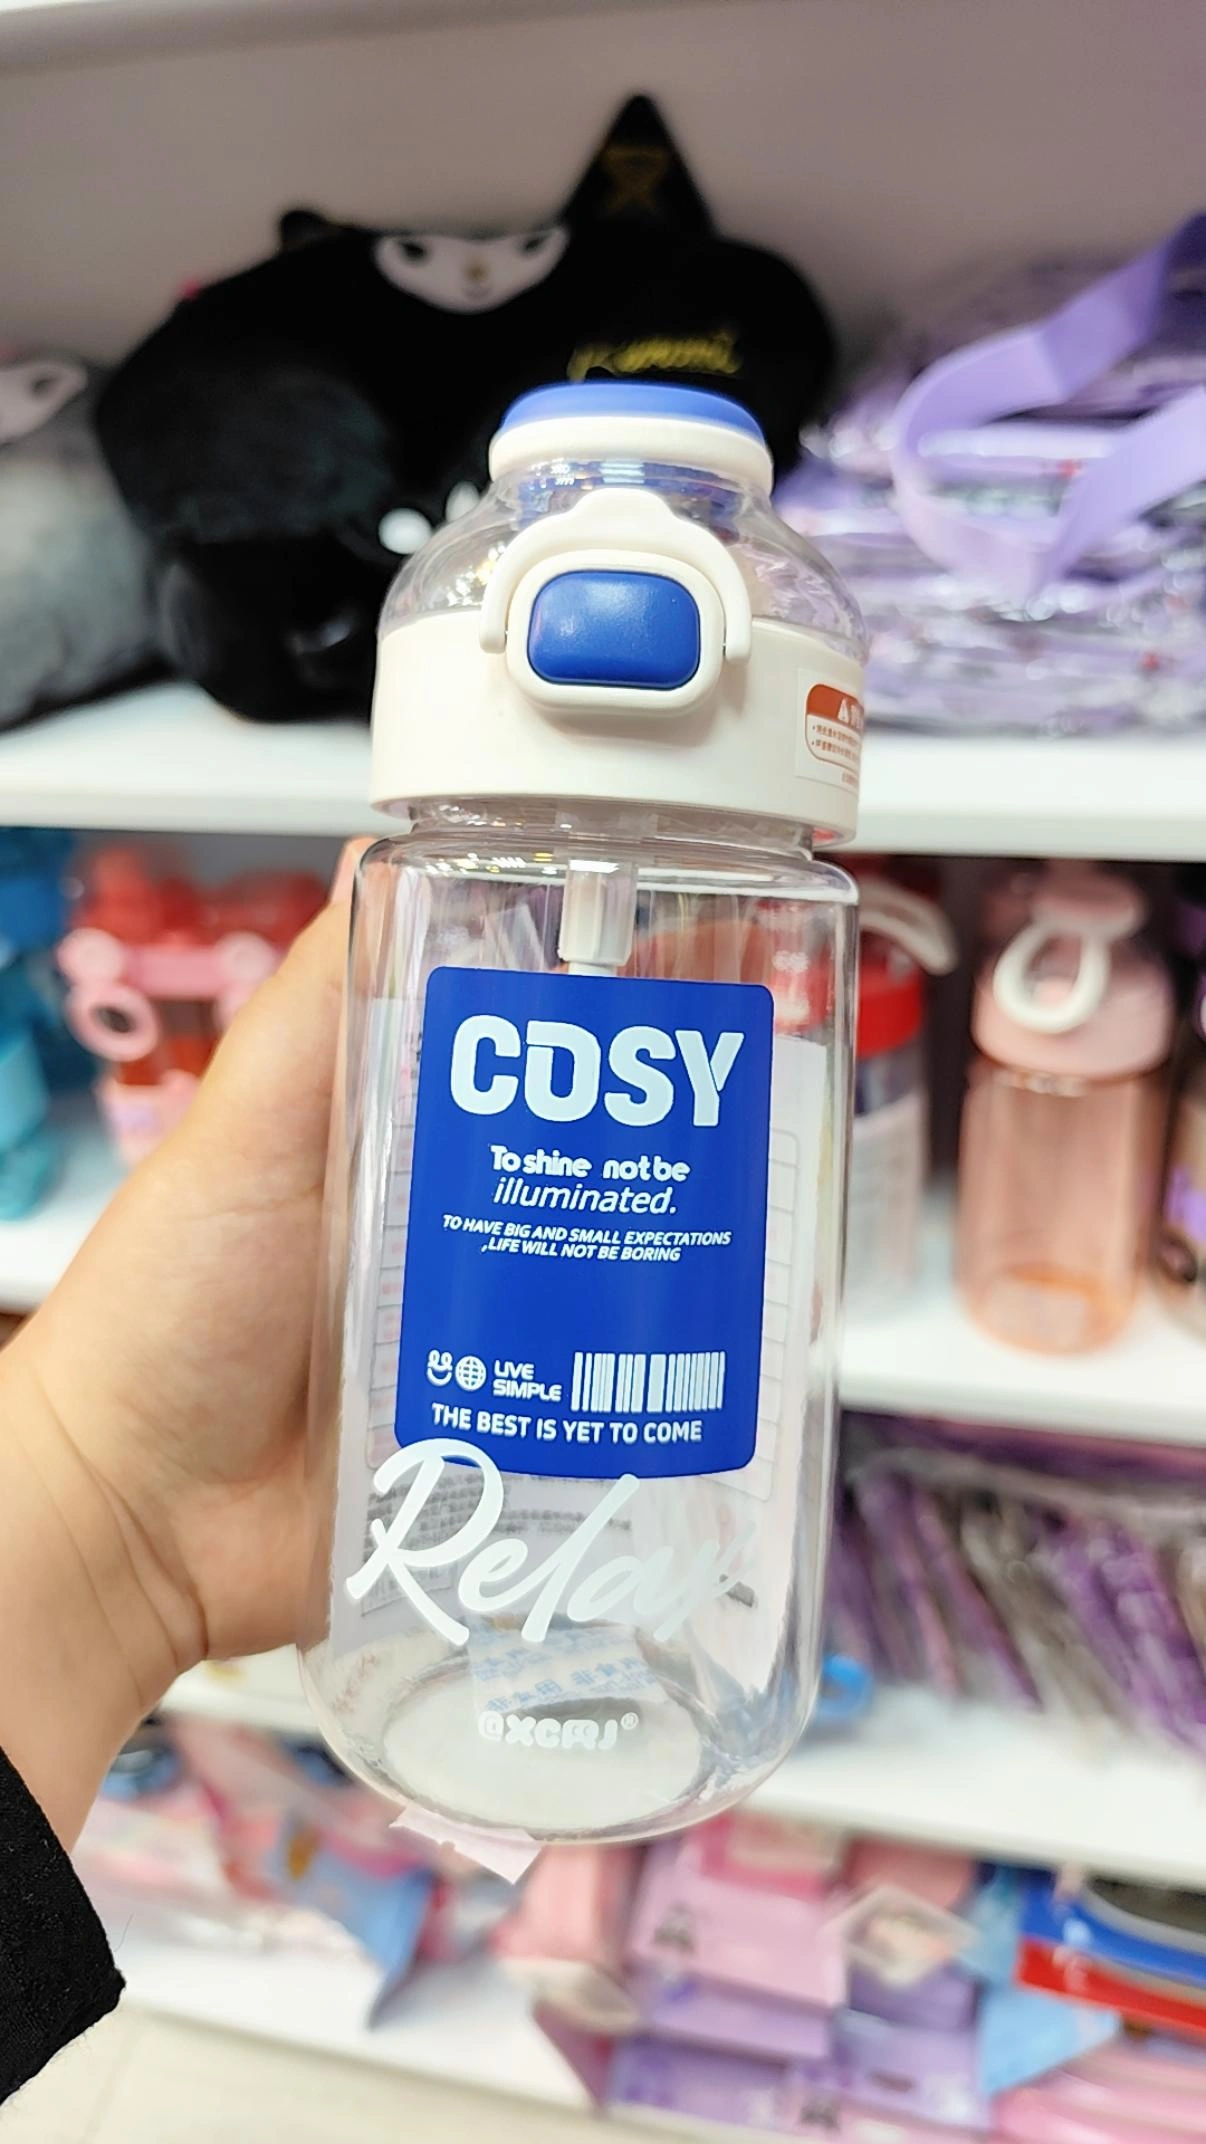 COSY
To shine not be
illuminated.
TO HAVE BIG AND SMALL EXPECTATIONS
,LIFE WILL NOT BE BORING
LIVE
SIMPLE
THE BEST IS YET TO COME
Relax